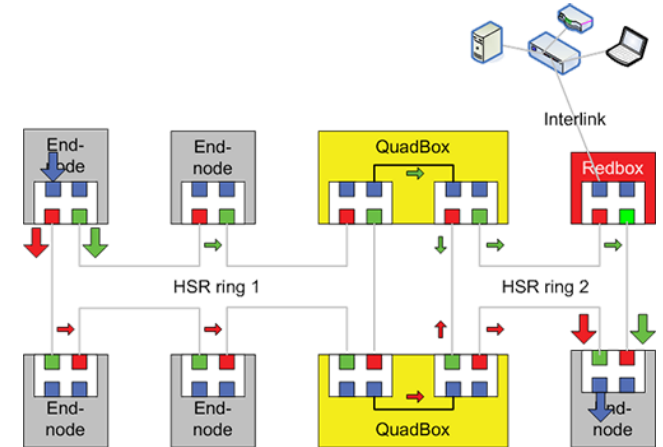 Interlink
End-
node
End-
node
QuadBox
Redbox
HSR ring 1
HSR ring 2
End-
node
End-
node
QuadBox
End-
node